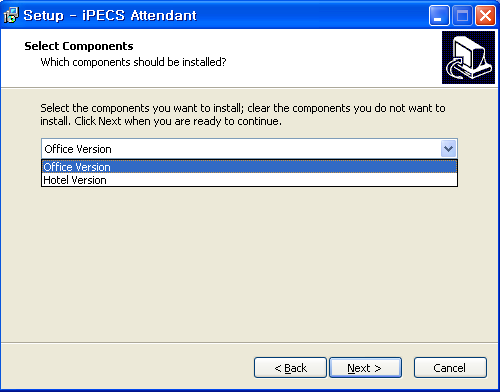 Setup - iPECS Attendant
Select Components
Which components should be installed?
Select the components you want to install; clear the components you do not want to
install. Click Next when you are ready to continue.
Office Version
Office Version
Hotel Version
< Back
Next >
Cancel